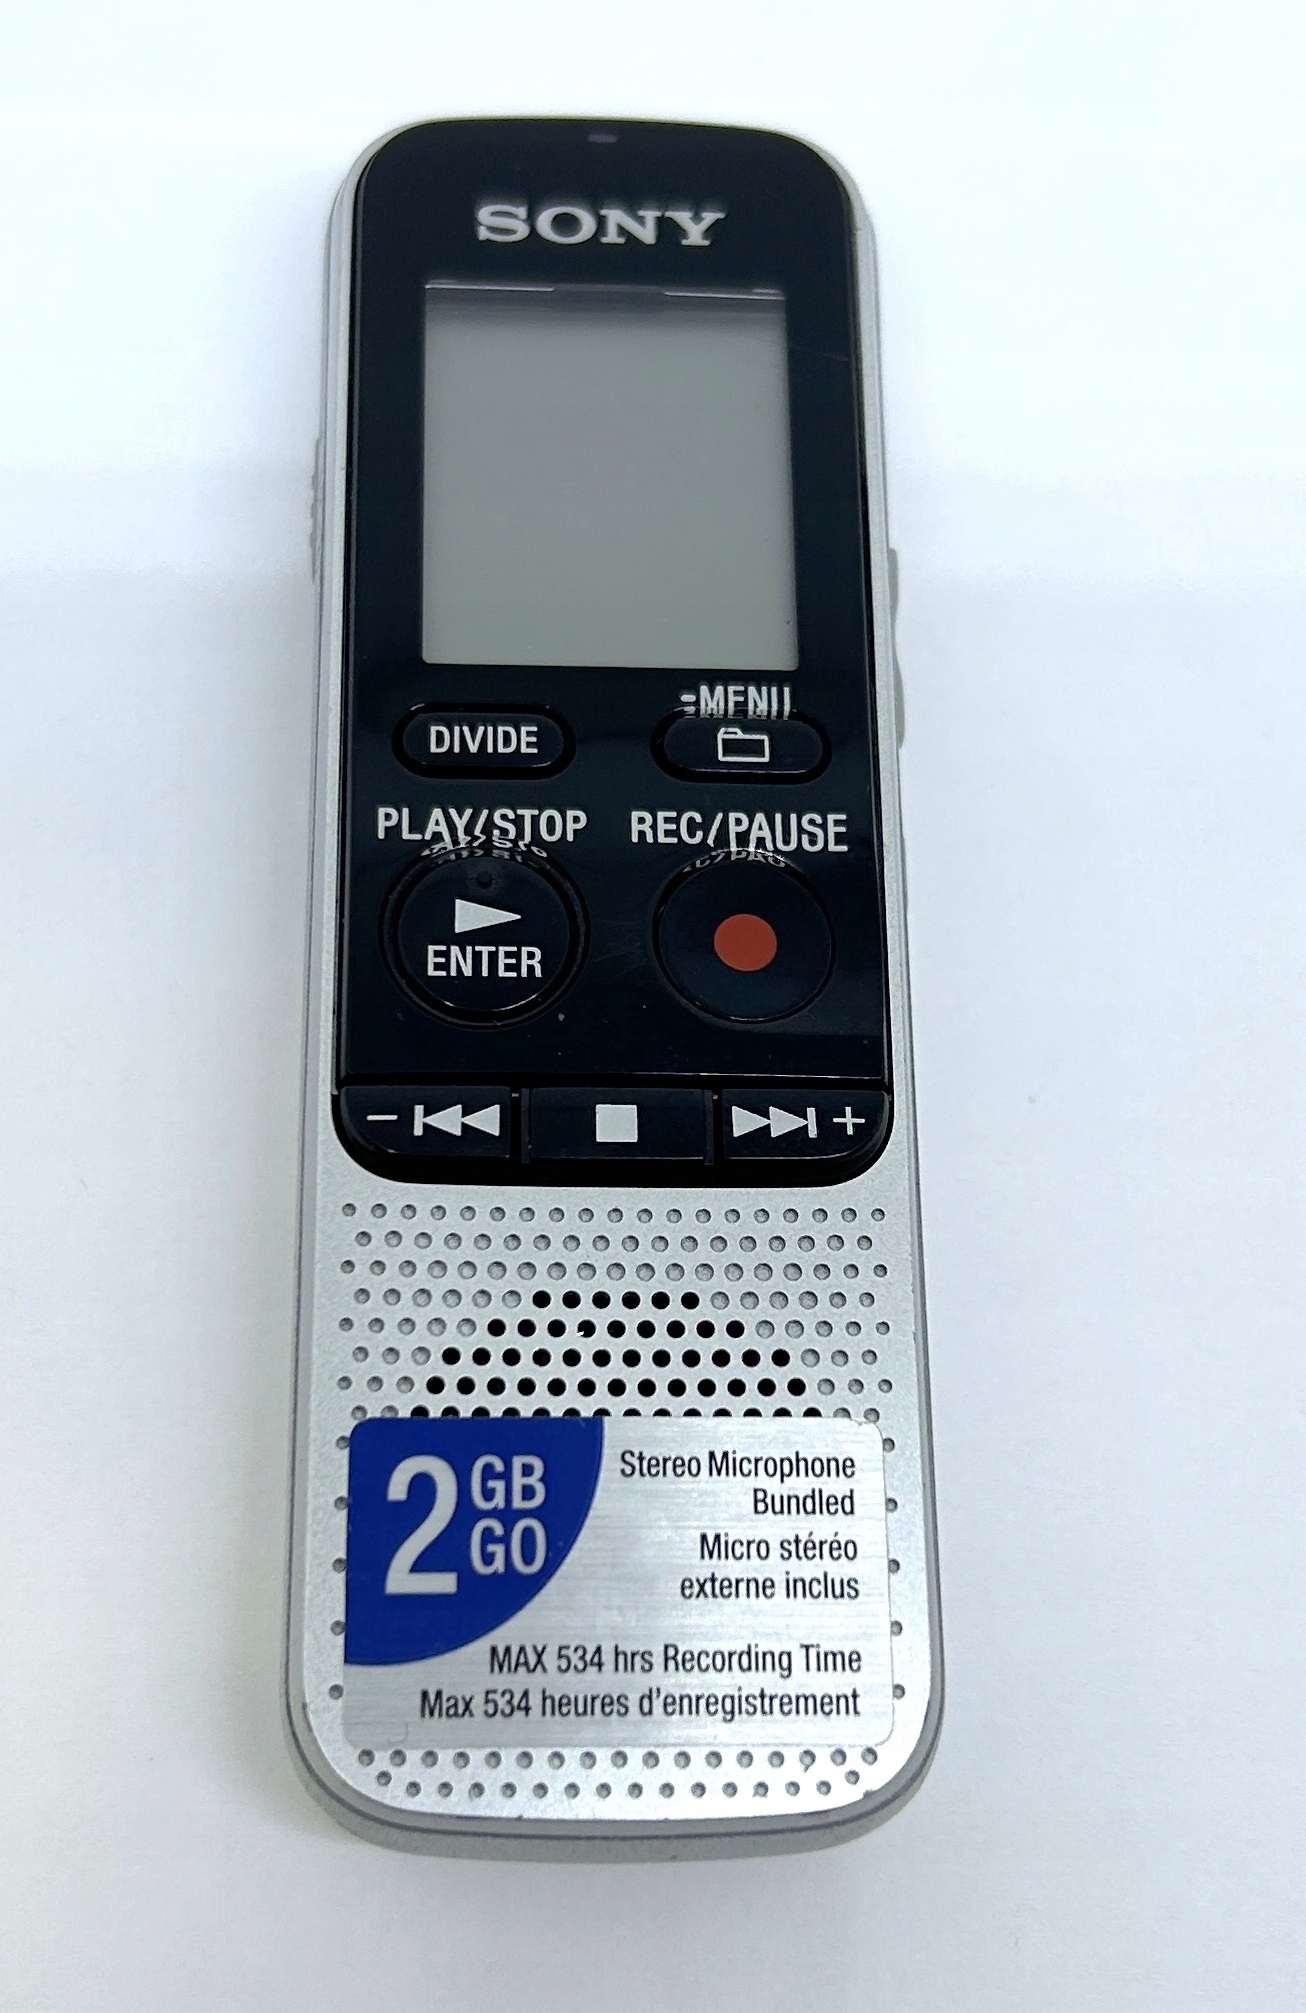 SONY
MENU
DIVIDE
PLAY/STOP REC/PAUSE
ENTER
2 GB
GO
Stereo Microphone
Bundled
Micro stéréo
externe inclus
MAX 534 hrs Recording Time
Max 534 heures d'enregistrement